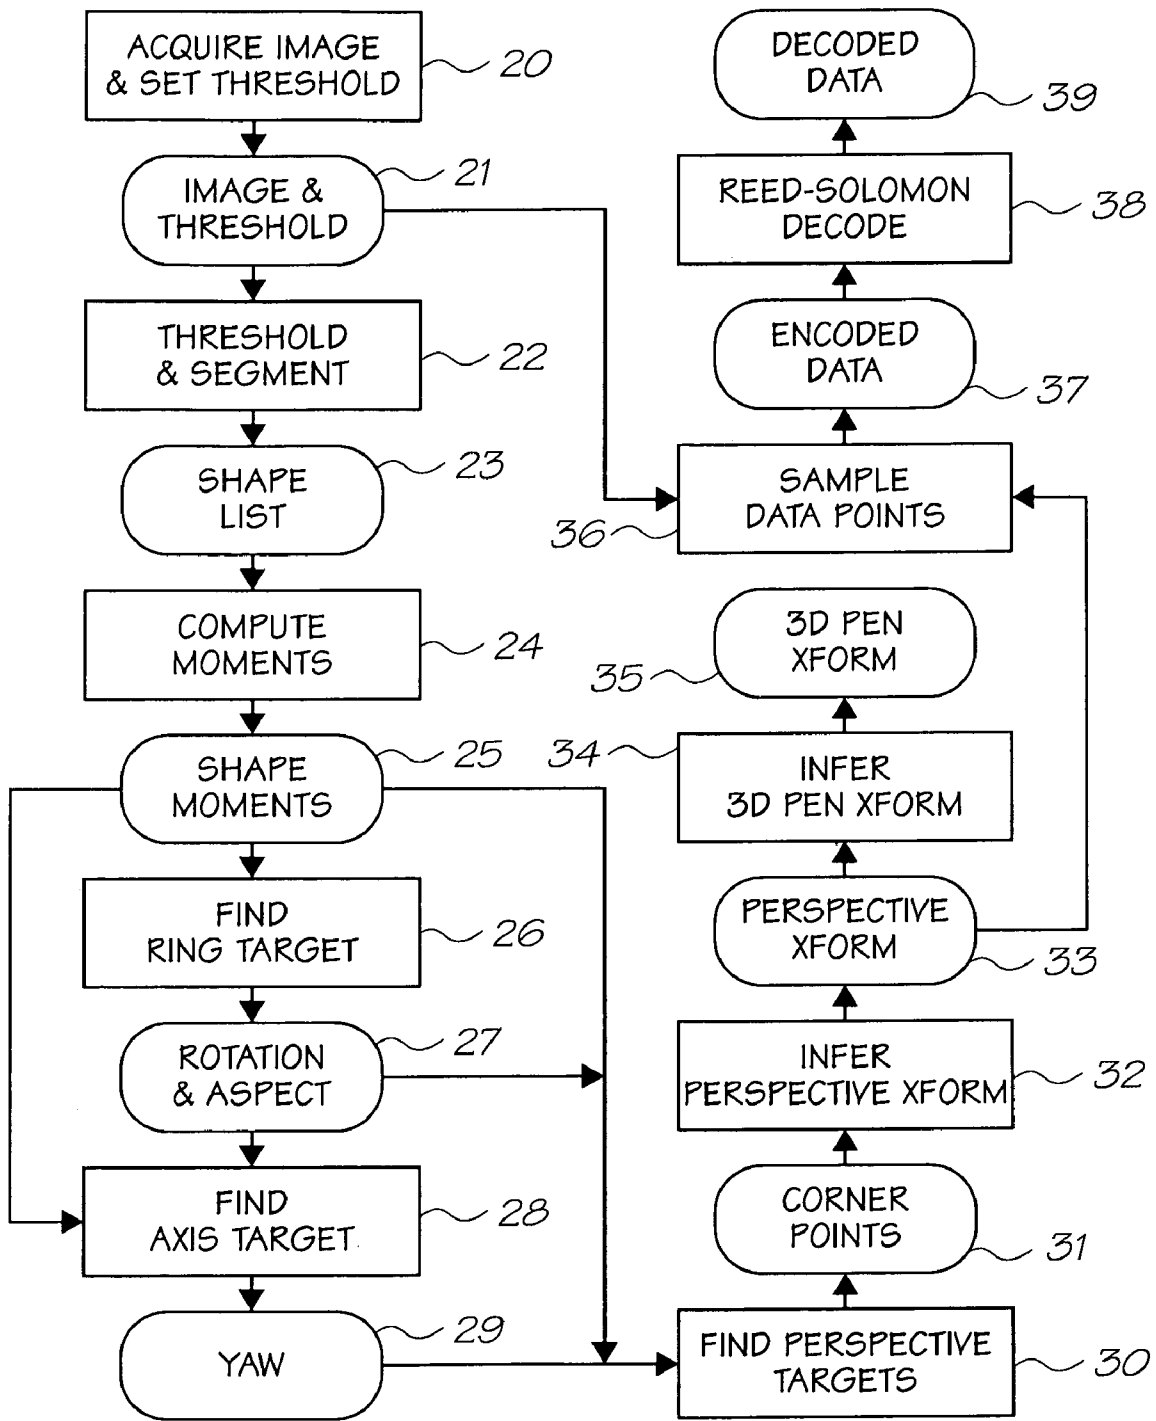 ACQUIRE IMAGE
& SET THRESHOLD
20
IMAGE &
THRESHOLD
21
THRESHOLD
& SEGMENT
22
SHAPE
LIST
23
COMPUTE
MOMENTS
24
SHAPE
MOMENTS
25
FIND
RING TARGET
26
ROTATION
& ASPECT
27
FIND
AXIS TARGET
28
YAW
29
DECODED
DATA
39
REED-SOLOMON
DECODE
38
ENCODED
DATA
37
SAMPLE
DATA POINTS
36
3D PEN
XFORM
35
INFER
3D PEN XFORM
34
PERSPECTIVE
XFORM
33
INFER
PERSPECTIVE XFORM
32
CORNER
POINTS
31
FIND PERSPECTIVE
TARGETS
30